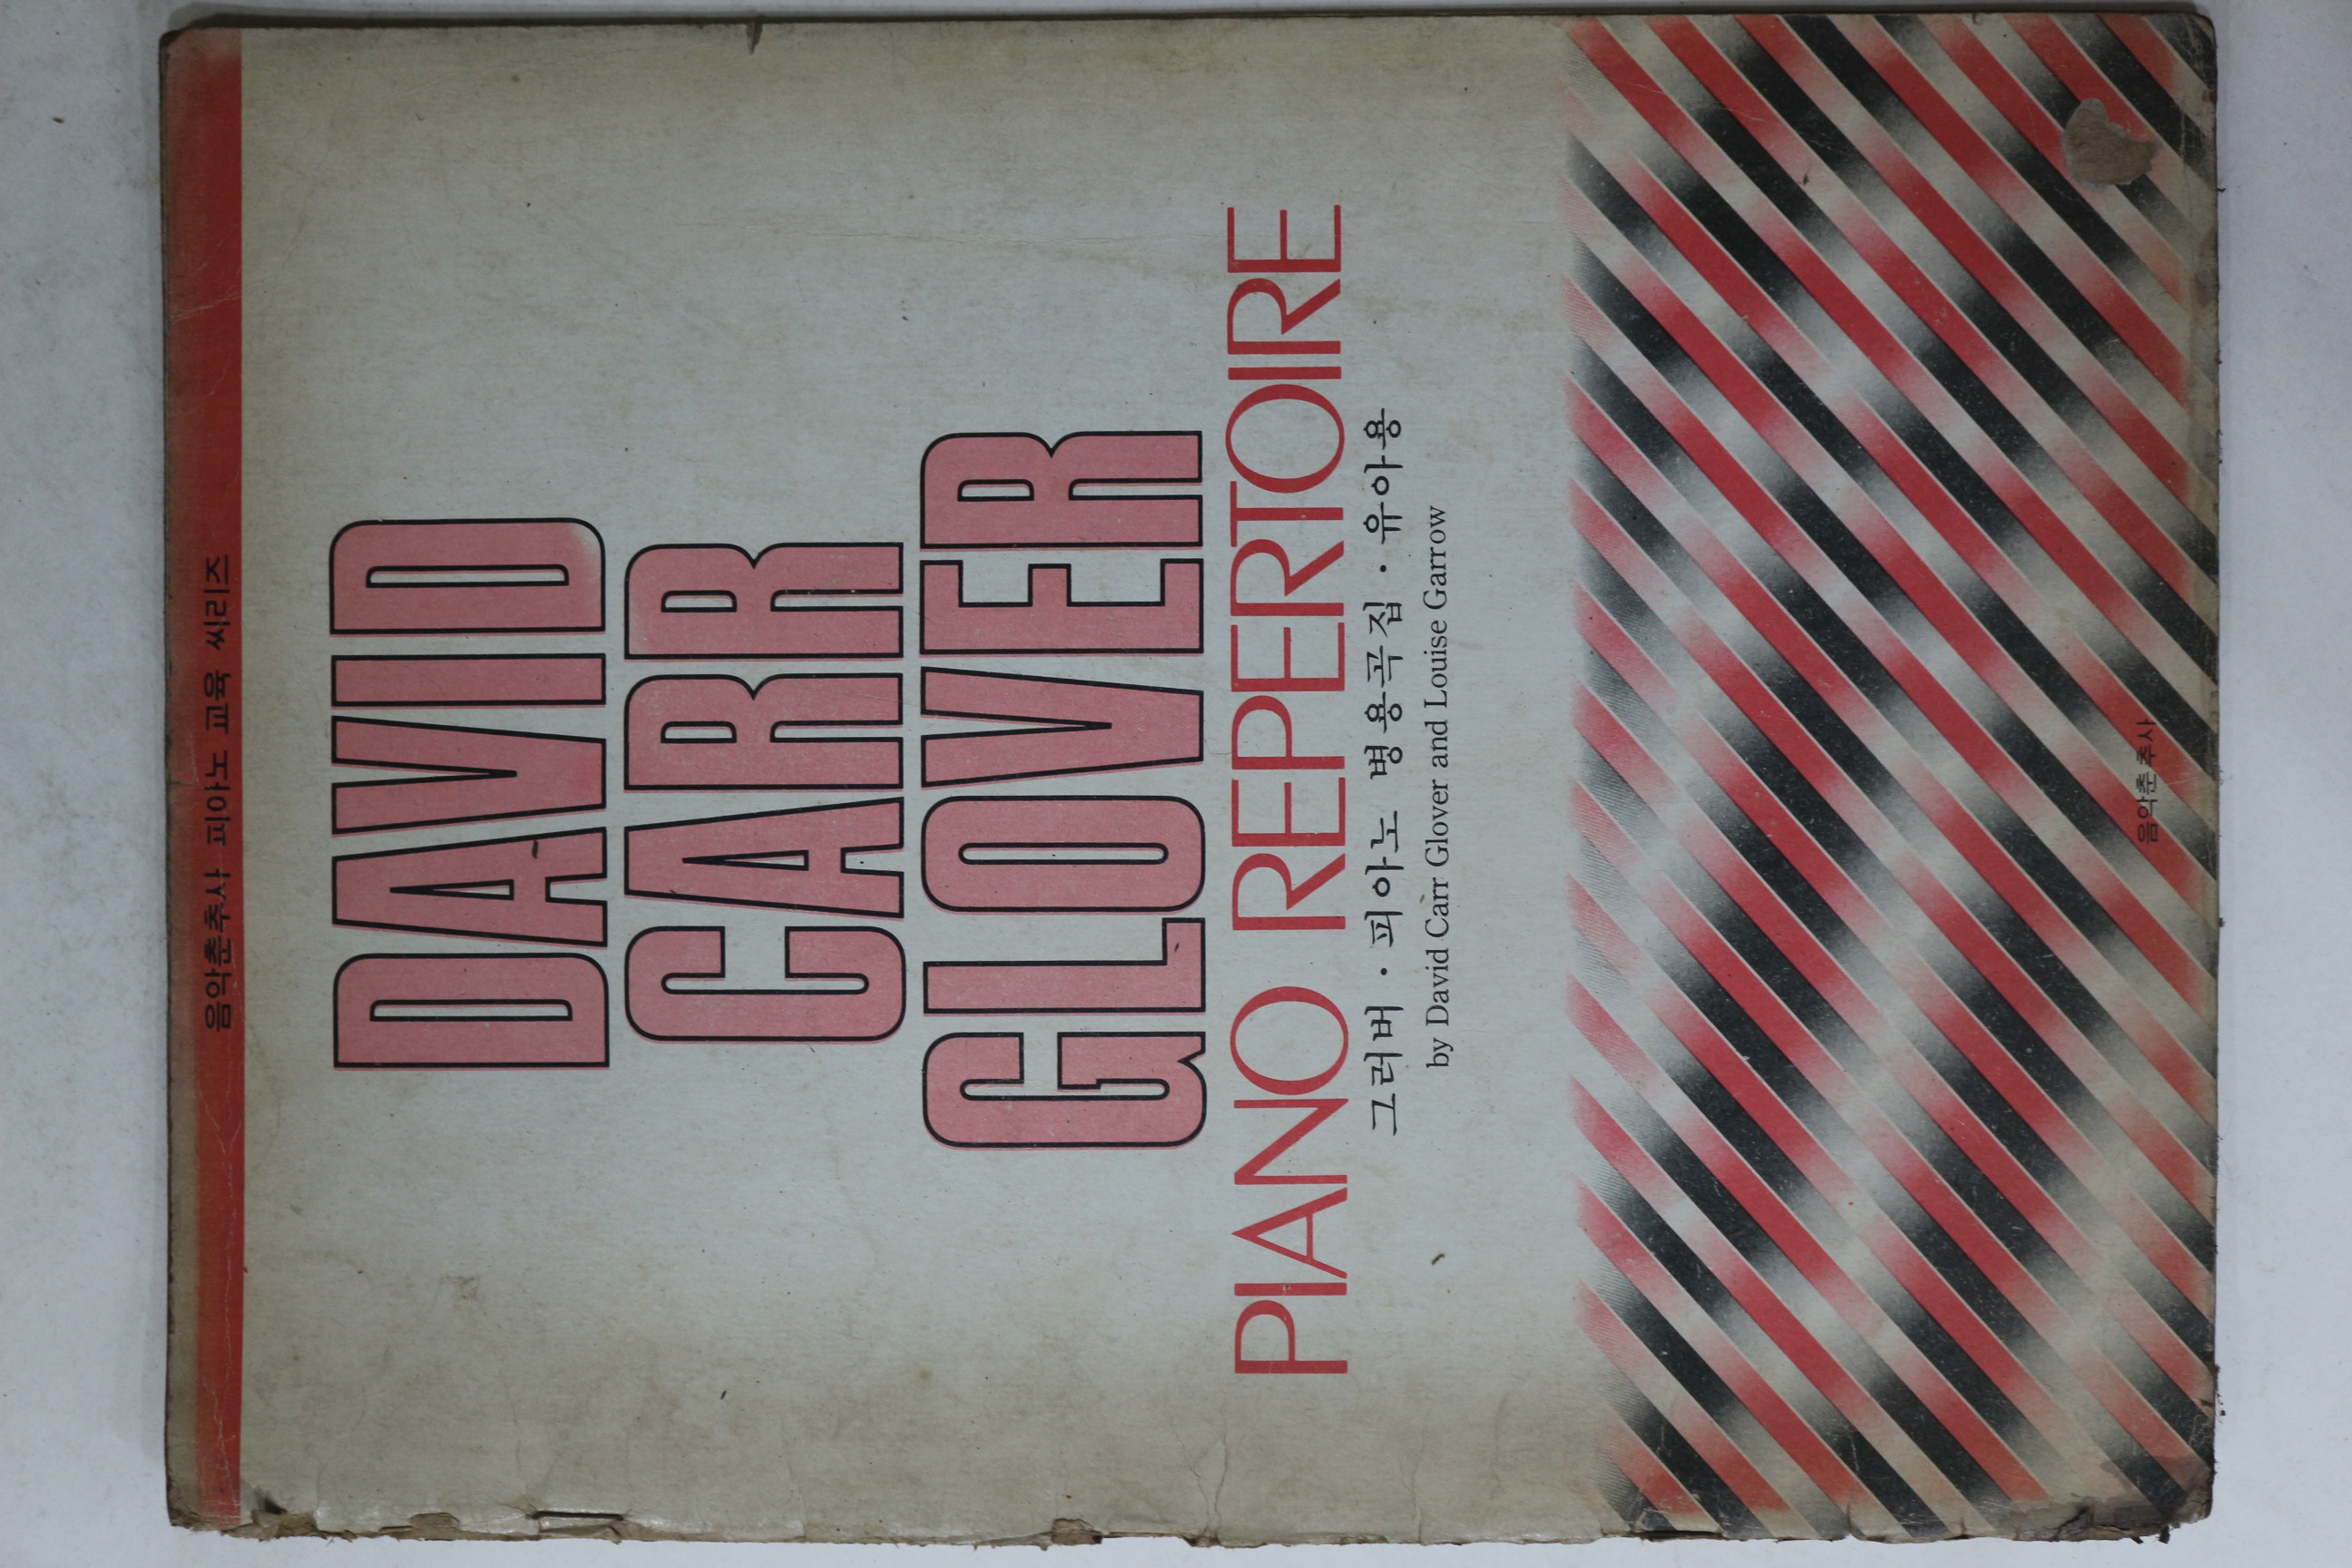 음악춘추사 피아노 교육 씨리즈
DAVID
CARR
GLOVER
PIANO REPERTOIRE
그러버·피아노 병용곡집·유아용
by David Carr Glover and Louise Garrow
음악춘추사